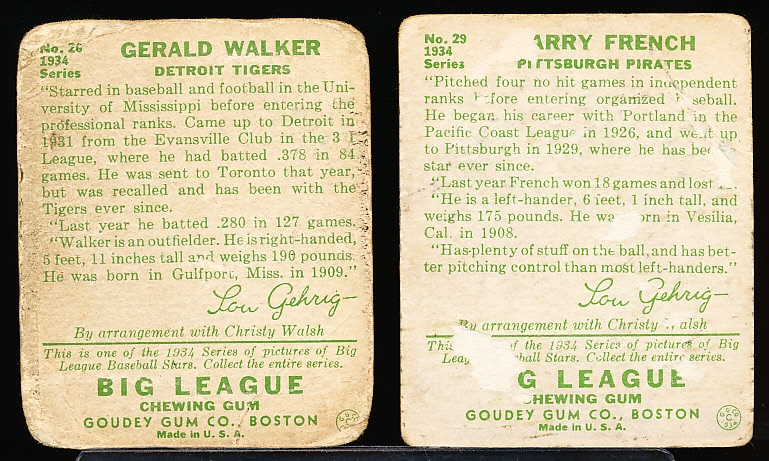 No. 26
1934
Series
GERALD WALKER
DETROIT TIGERS
"Starred in baseball and football in the Uni-
versity of Mississippi before entering the
professional ranks. Came up to Detroit in
1931 from the Evansville Club in the 3 I
League, where he had batted .378 in 84
games. He was sent to Toronto that year,
but was recalled and has been with the
Tigers ever since.
"Last year he batted .280 in 127 games.
"Walker is an outfielder. He is right-handed,
5 feet, 11 inches tall and weighs 190 pounds.
He was born in Gulfport, Miss. in 1909."
Lou Gehrig
By arrangement with Christy Walsh
This is one of the 1934 Series of pictures of Big
League Baseball Stars. Collect the entire series.
BIG LEAGUE
CHEWING GUM
GOUDEY GUM CO., BOSTON
Made in U. S. A.
No. 29
1934
Series
ARRY FRENCH
PITTSBURGH PIRATES
"Pitched four no hit games in independent
ranks before entering organized baseball.
He began his career with Portland in the
Pacific Coast League in 1926, and went up
to Pittsburgh in 1929, where he has bee
star ever since.
"Last year French won 18 games and lost
"He is a left-hander, 6 feet, 1 inch tall, and
weighs 175 pounds. He wa orn in Vesilia,
Cal. in 1908.
"Has plenty of stuff on the ball, and has bet-
ter pitching control than most left-handers."
Lou Gehrig
By arrangement with Christy Walsh
Thi of the 1934 Series of pictures of Big
Leag seball Stars. Collect the entire series.
G LEAGUE
CHEWING GUM
GOUDEY GUM CO., BOSTON
Made in U. S. A.